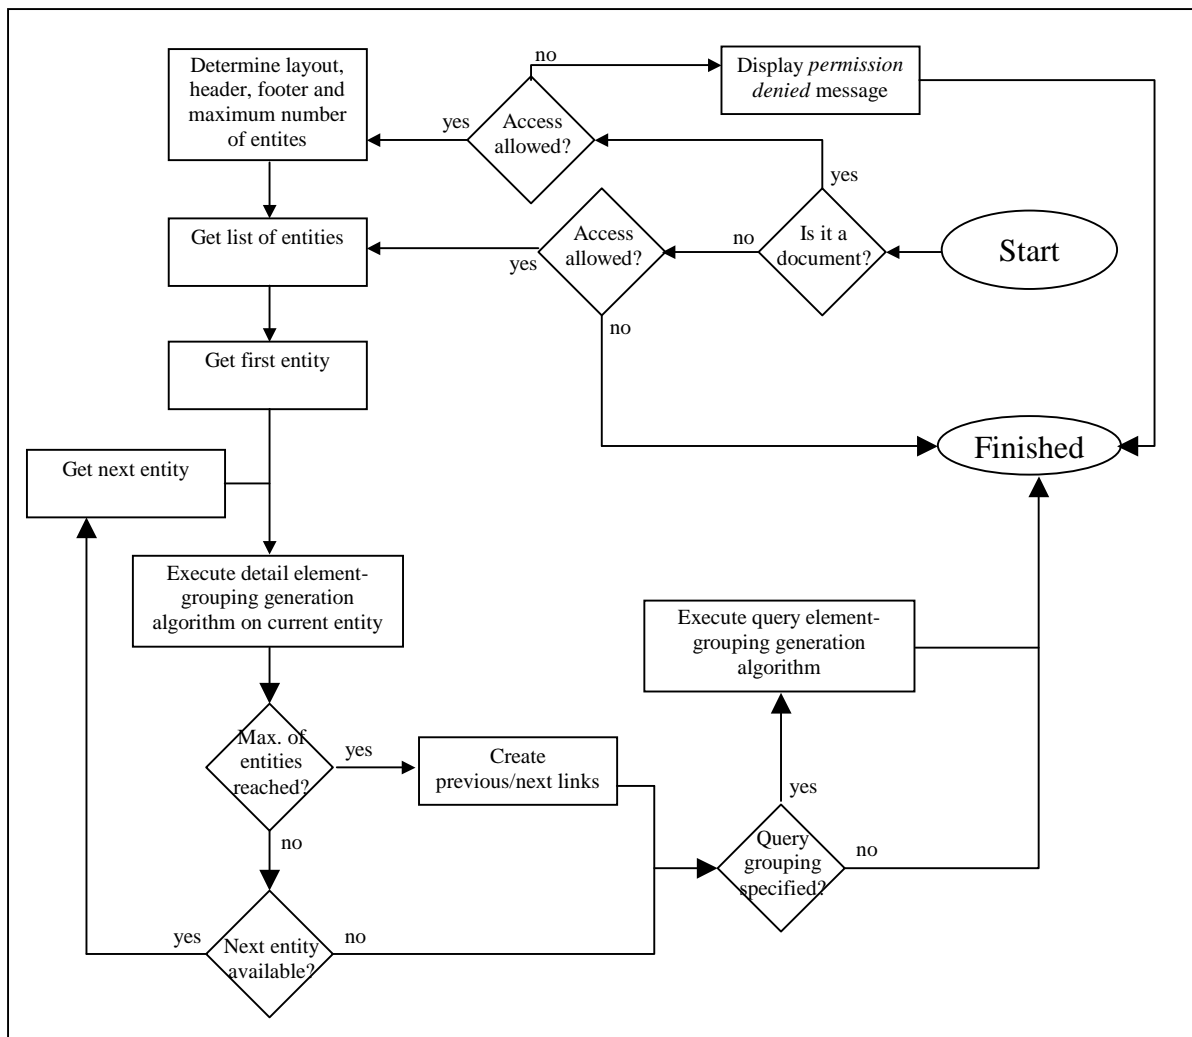 Determine layout,
header, footer and
maximum number
of entites
no
Display permission
denied message
yes
Access
allowed?
yes
Get list of entities
yes
Access
allowed?
no
Is it a
document?
Start
no
Get first entity
Finished
Get next entity
Execute detail element-
grouping generation
algorithm on current entity
Execute query element-
grouping generation
algorithm
Max. of
entities
reached?
yes
Create
previous/next links
yes
no
Query
grouping
specified?
no
yes
Next entity
available?
no